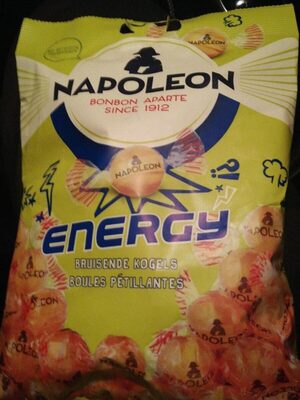 NAPOLEON
BONBON APARTE
SINCE 1912
NAPOLEON
ENERGY
BRUISENDE KOGELS
BOULES PÉTILLANTES